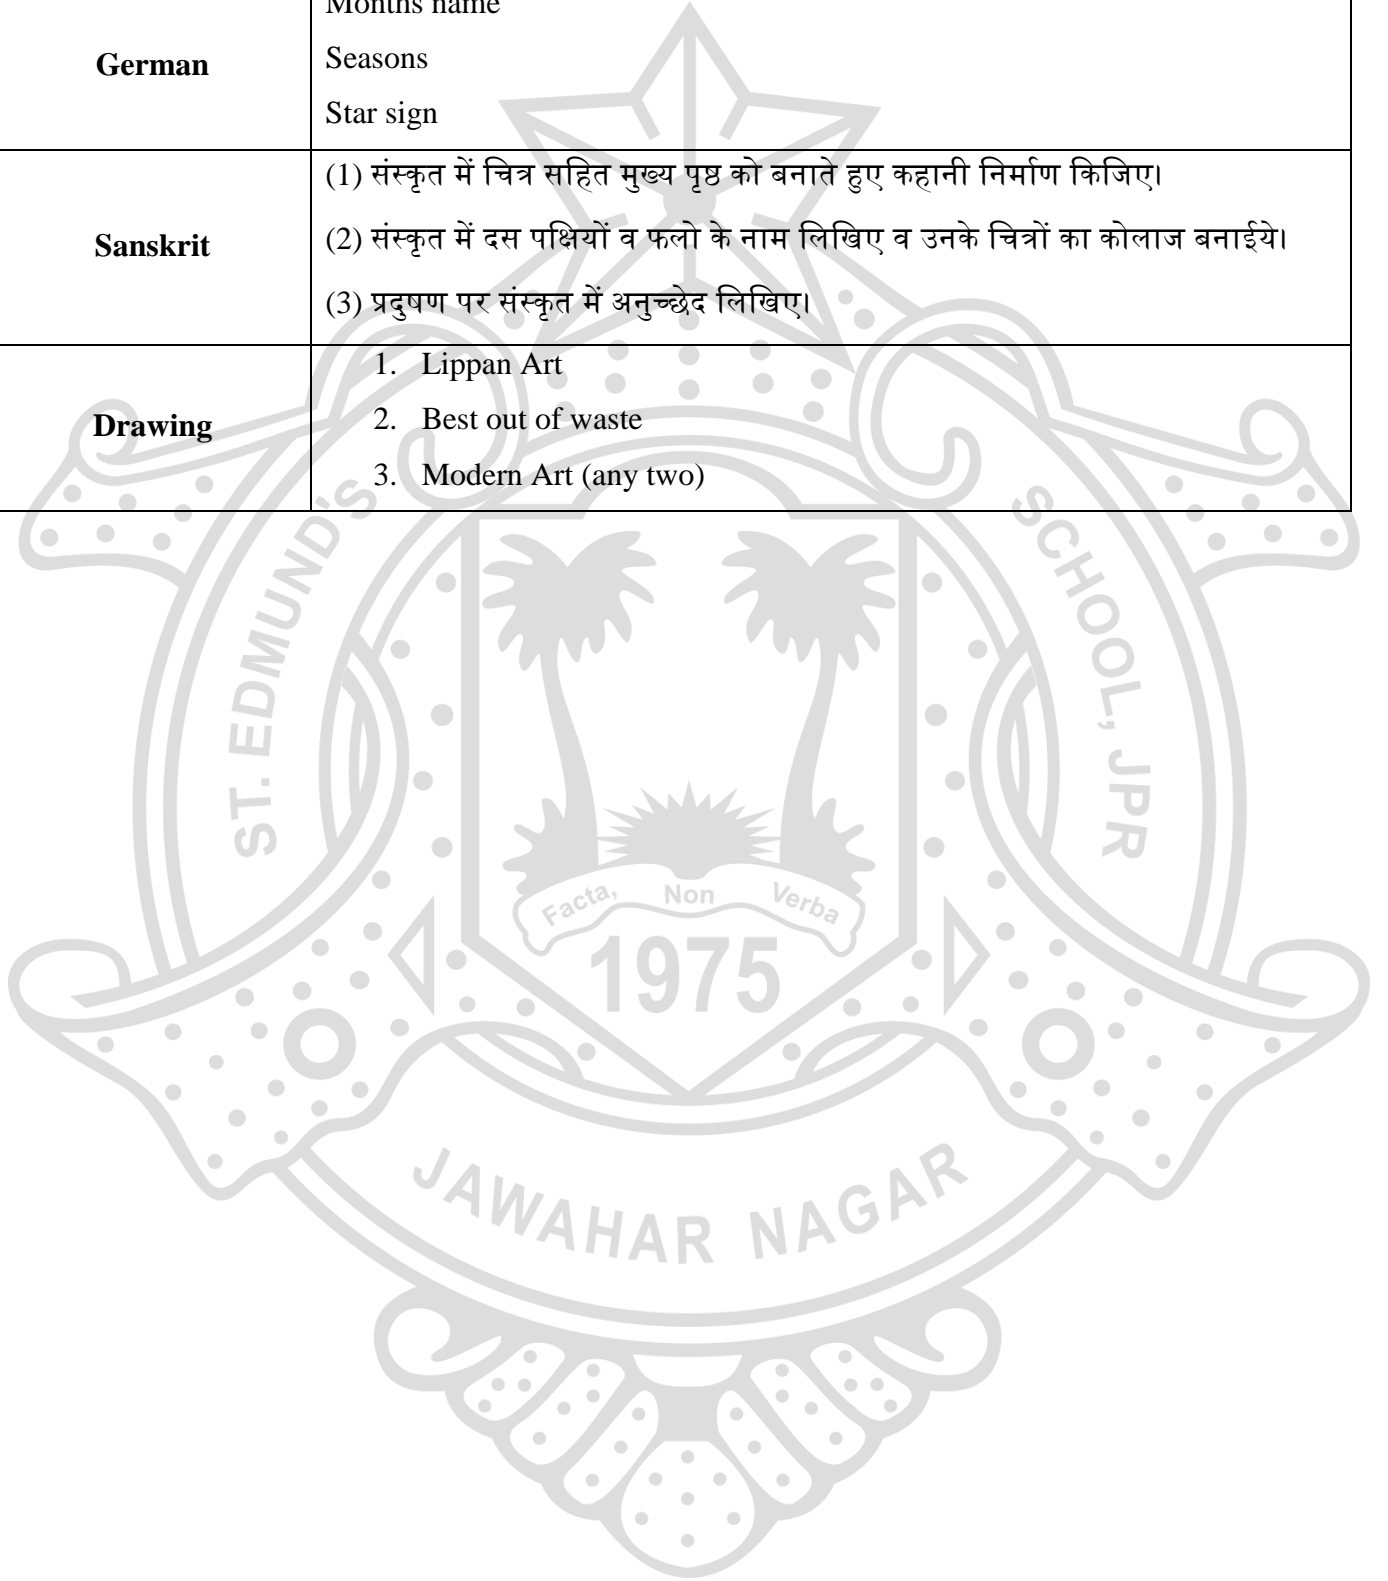 Months name
German
Seasons
Star sign
Sanskrit
(1) संस्कृत में चित्र सहित मुख्य पृष्ठ को बनाते हुए कहानी निर्माण किजिए।
(2) संस्कृत में दस पक्षियों व फलो के नाम लिखिए व उनके चित्रों का कोलाज बनाईये।
(3) प्रदुषण पर संस्कृत में अनुच्छेद लिखिए।
Drawing
1. Lippan Art
2. Best out of waste
3. Modern Art (any two)
ST. EDMUND'S SCHOOL, JPR
Facta, Non Verba
1975
JAWAHAR NAGAR